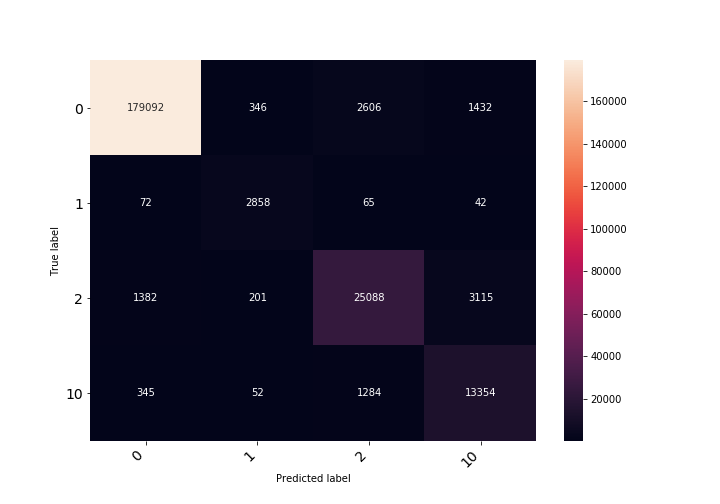 0 179092 346 2606 1432
1 72 2858 65 42
2 1382 201 25088 3115
10 345 52 1284 13354
0 1 2 10
True label
Predicted label
160000
140000
120000
100000
80000
60000
40000
20000